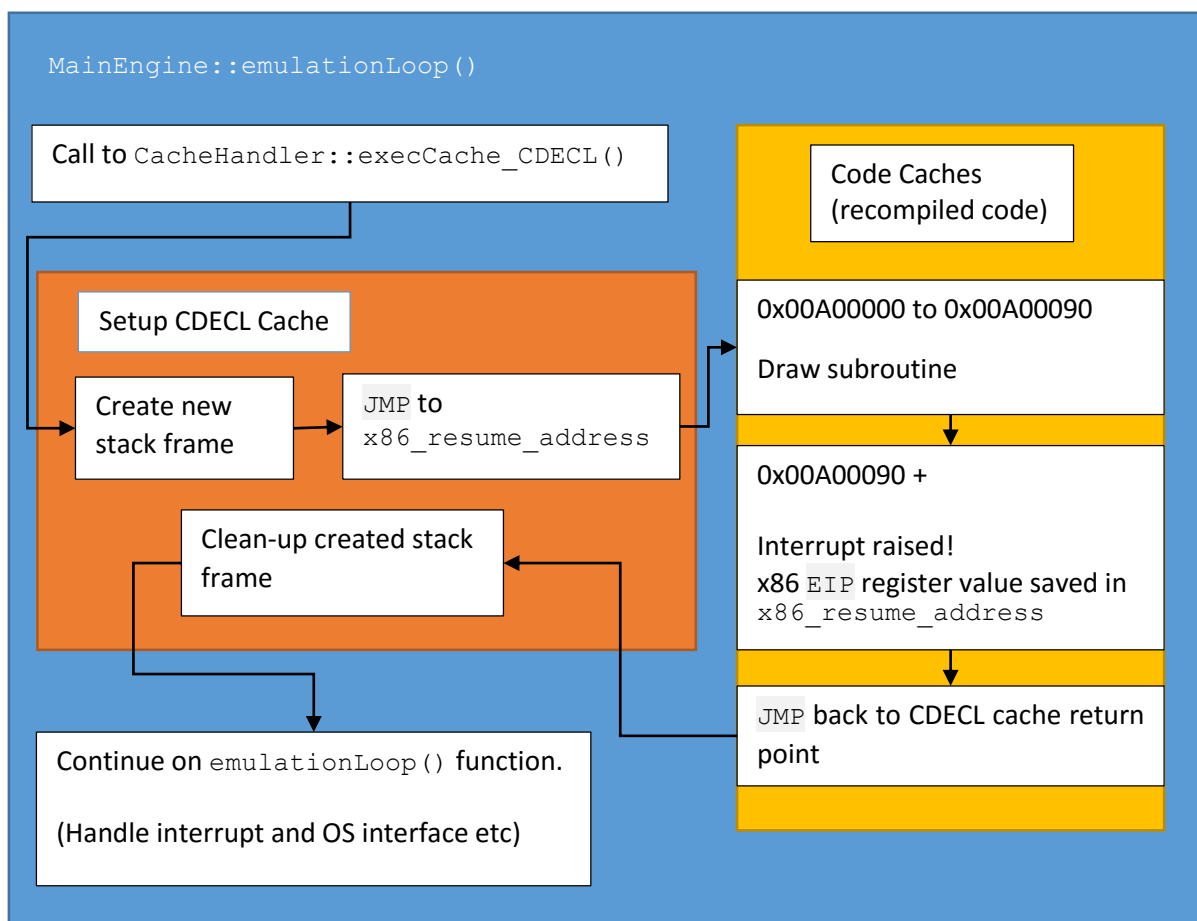 MainEngine::emulationLoop()
Call to CacheHandler::execCache_CDECL()
Setup CDECL Cache
Create new
stack frame
JMP to
x86_resume_address
Clean-up created stack
frame
Continue on emulationLoop() function.
(Handle interrupt and OS interface etc)
Code Caches
(recompiled code)
0x00A00000 to 0x00A00090
Draw subroutine
0x00A00090 +
Interrupt raised!
x86 EIP register value saved in
x86_resume_address
JMP back to CDECL cache return
point